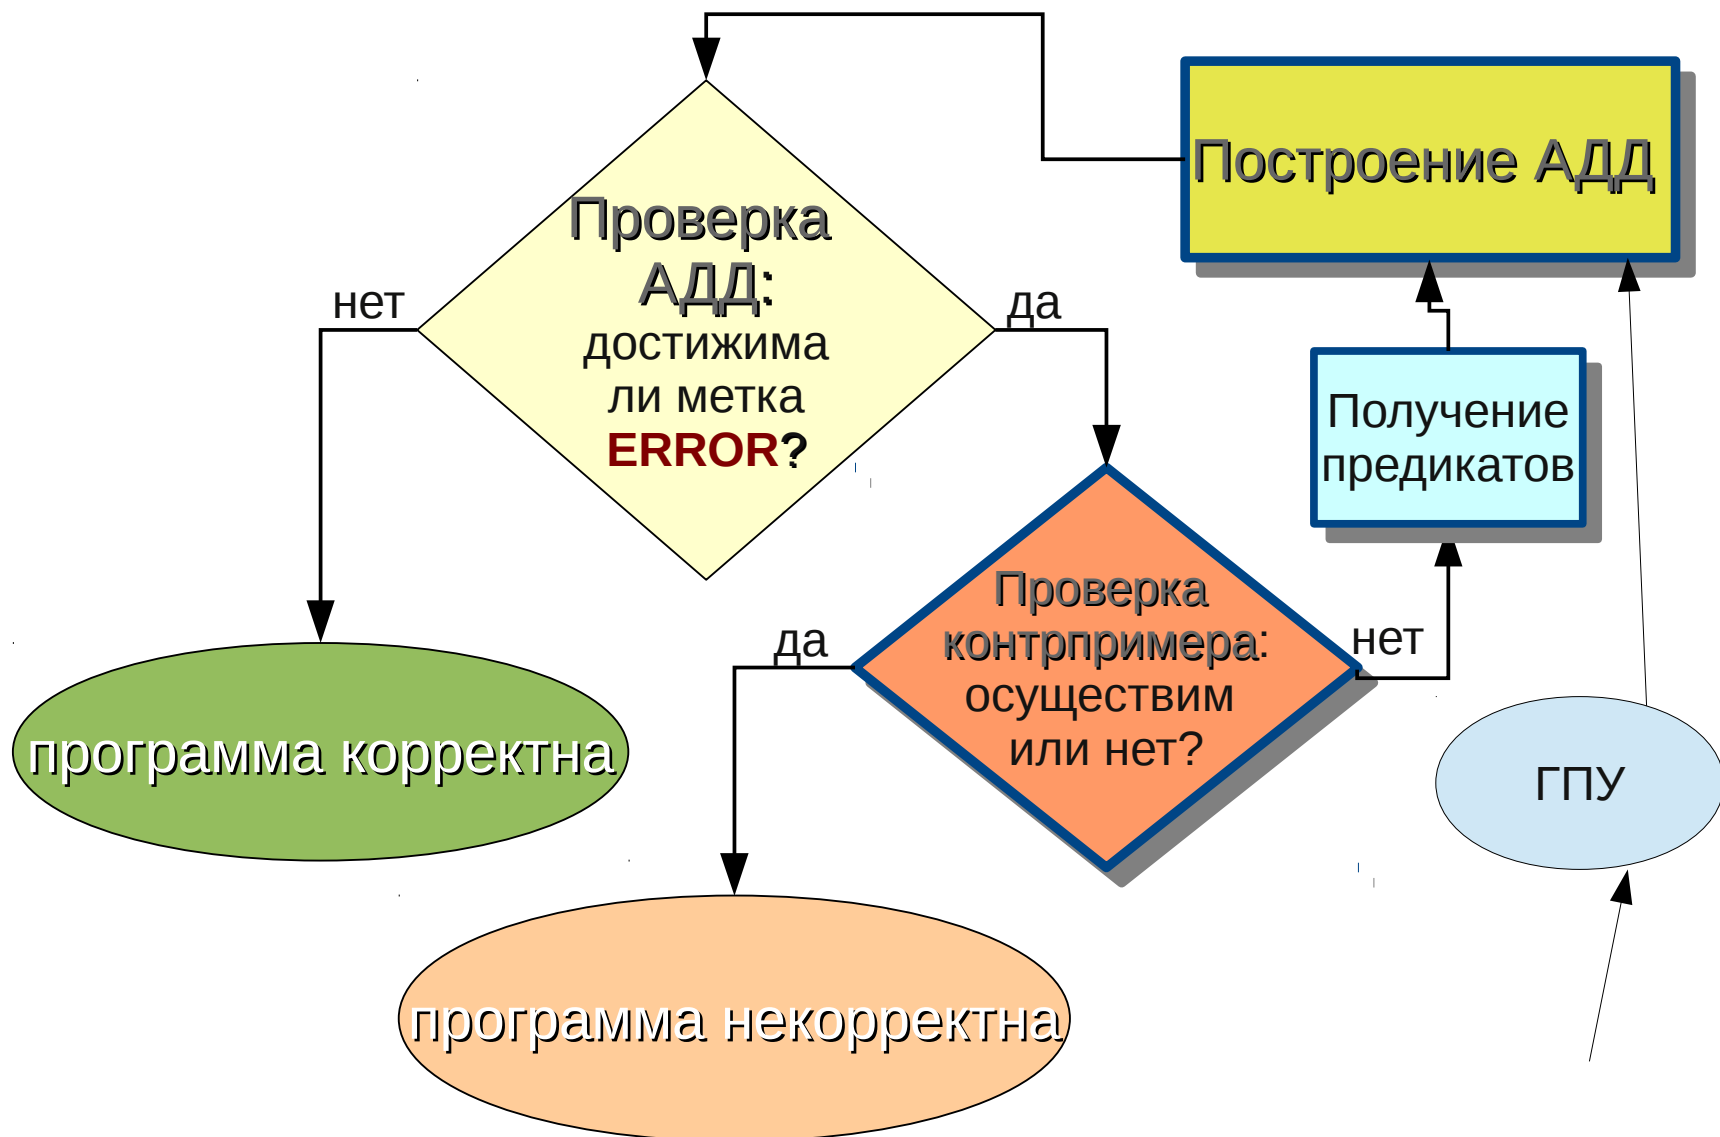 Построение АДД
Проверка
АДД:
достижима
ли метка
ERROR?
нет
да
Получение
предикатов
Проверка
контрпримера:
осуществим
или нет?
да
нет
программа корректна
ГПУ
программа некорректна